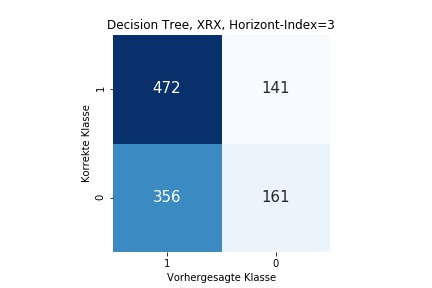 Decision Tree, XRX, Horizont-Index=3
Korrekte Klasse
1
472
141
0
356
161
1
0
Vorhergesagte Klasse